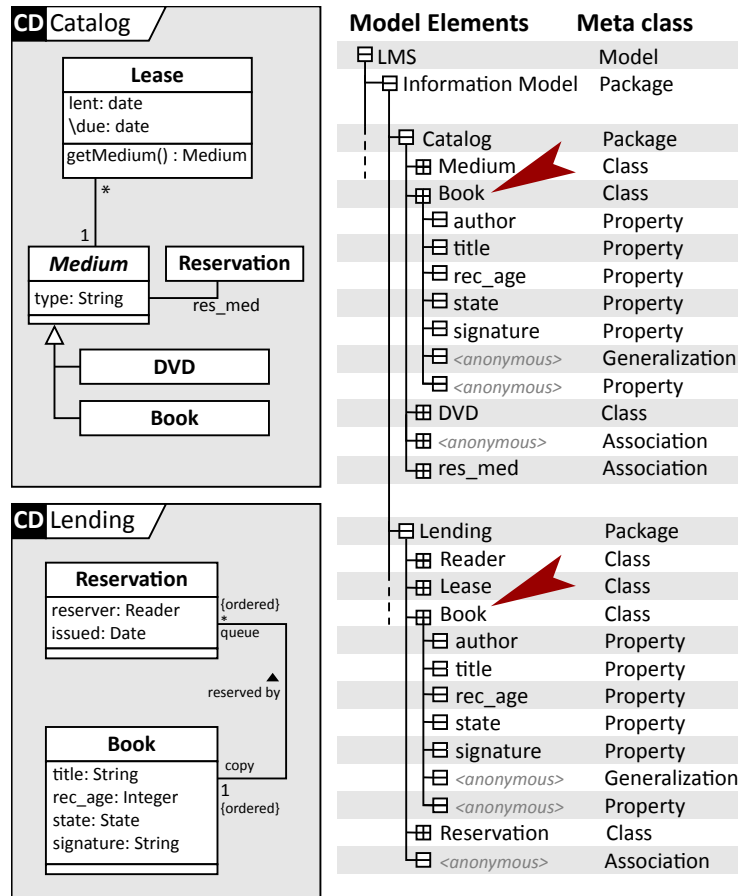 CD Catalog
Lease
lent: date
\due: date
getMedium() : Medium
*
1
Medium
type: String
Reservation
res_med
DVD
Book
CD Lending
Reservation
reserver: Reader
issued: Date
{ordered}
*
queue
reserved by
Book
title: String
rec_age: Integer
state: State
signature: String
copy
1
{ordered}
Model Elements Meta class
LMS Model
Information Model Package
Catalog Package
Medium Class
Book Class
author Property
title Property
rec_age Property
state Property
signature Property
<anonymous> Generalization
<anonymous> Property
DVD Class
<anonymous> Association
res_med Association
Lending Package
Reader Class
Lease Class
Book Class
author Property
title Property
rec_age Property
state Property
signature Property
<anonymous> Generalization
<anonymous> Property
Reservation Class
<anonymous> Association